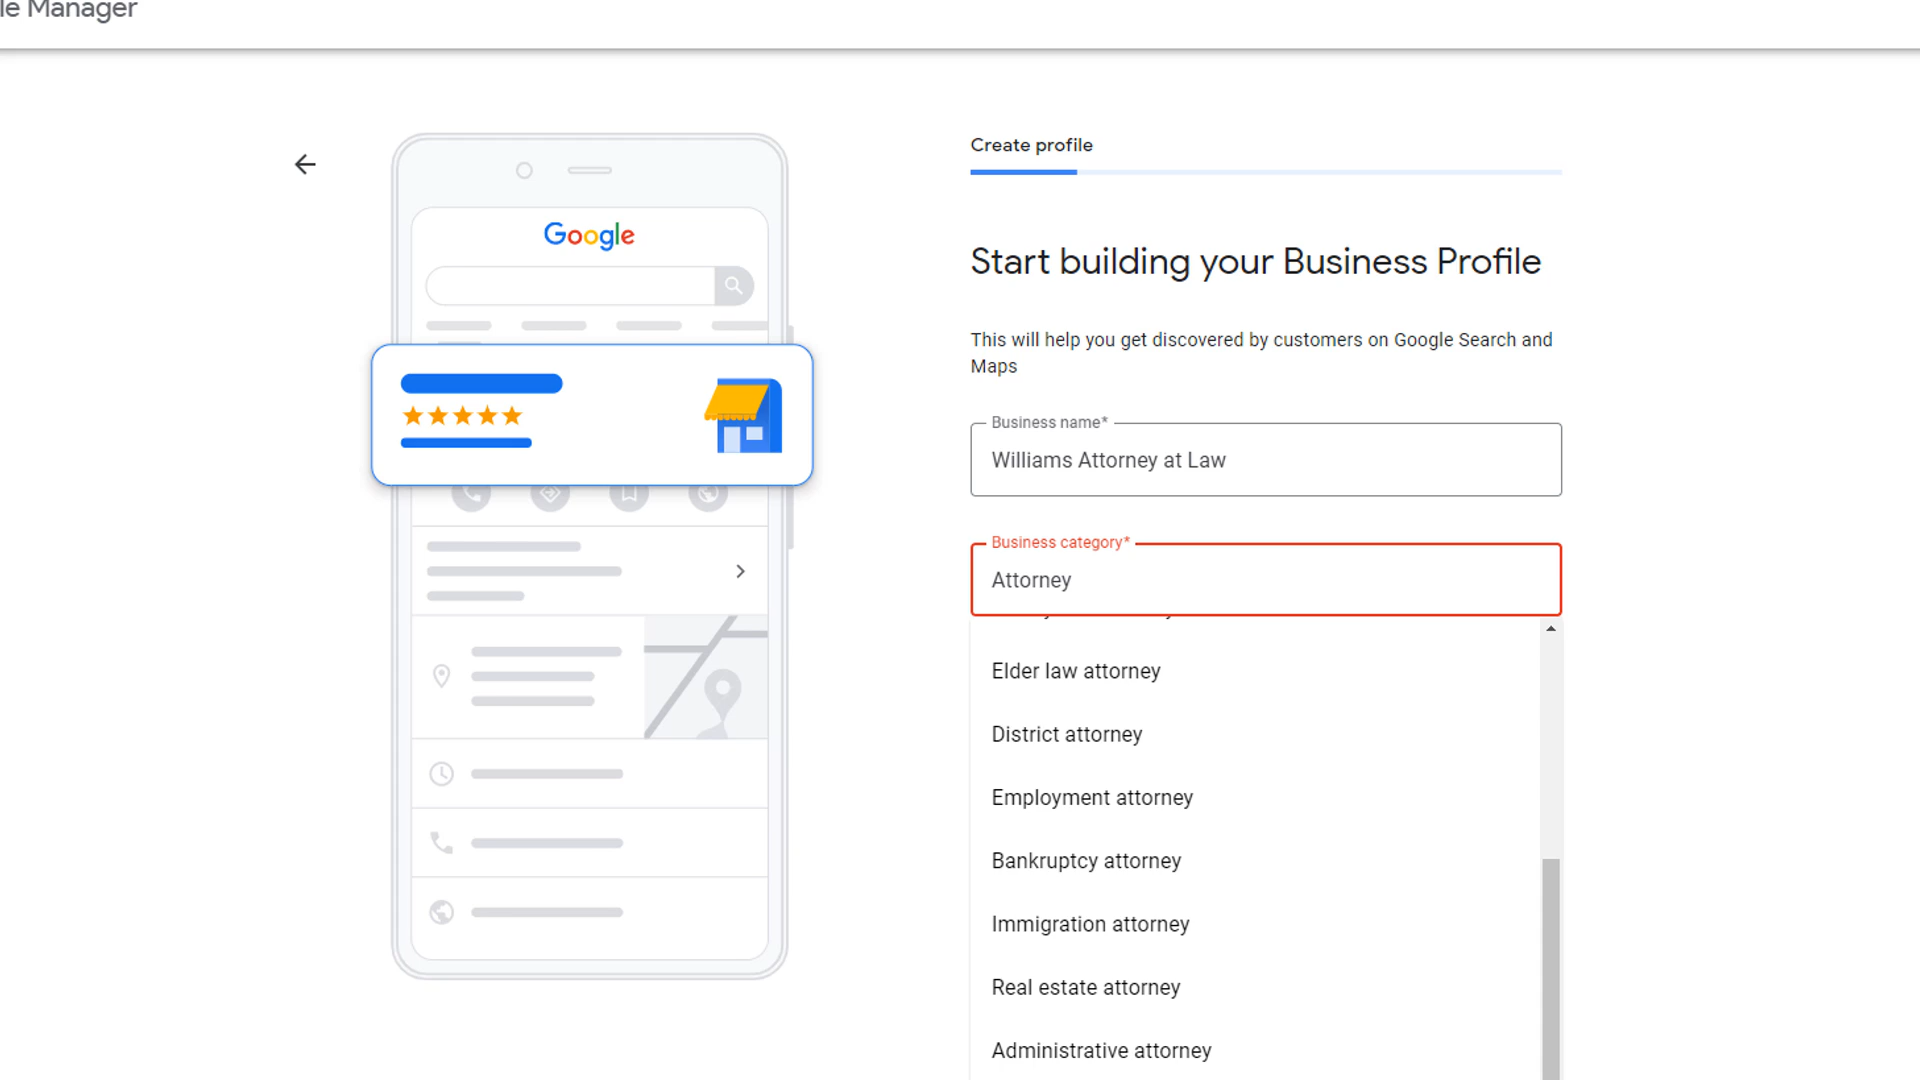 le Manager
Create profile
Google
Start building your Business Profile
This will help you get discovered by customers on Google Search and
Maps
Business name*
Williams Attorney at Law
Business category*
Attorney
Elder law attorney
District attorney
Employment attorney
Bankruptcy attorney
Immigration attorney
Real estate attorney
Administrative attorney